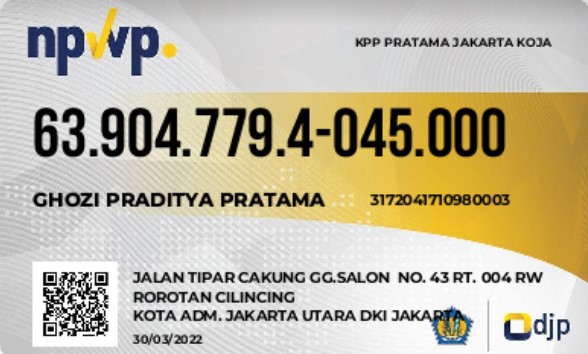 npwp.
KPP PRATAMA JAKARTA KOJA
63.904.779.4-045.000
GHOZI PRADITYA PRATAMA 3172041710980003
JALAN TIPAR CAKUNG GG.SALON NO. 43 RT. 004 RW
ROROTAN CILINCING
KOTA ADM. JAKARTA UTARA DKI JAKARTA
30/03/2022
djp